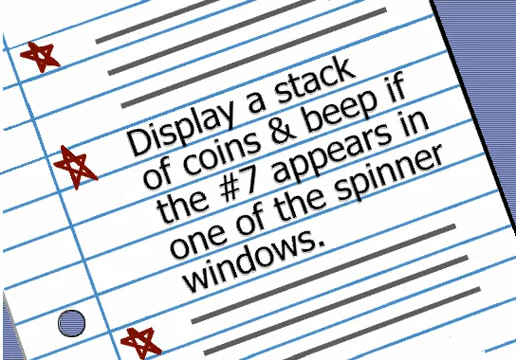 Display a stack
of coins & beep if
the #7 appears in
one of the spinner
windows.